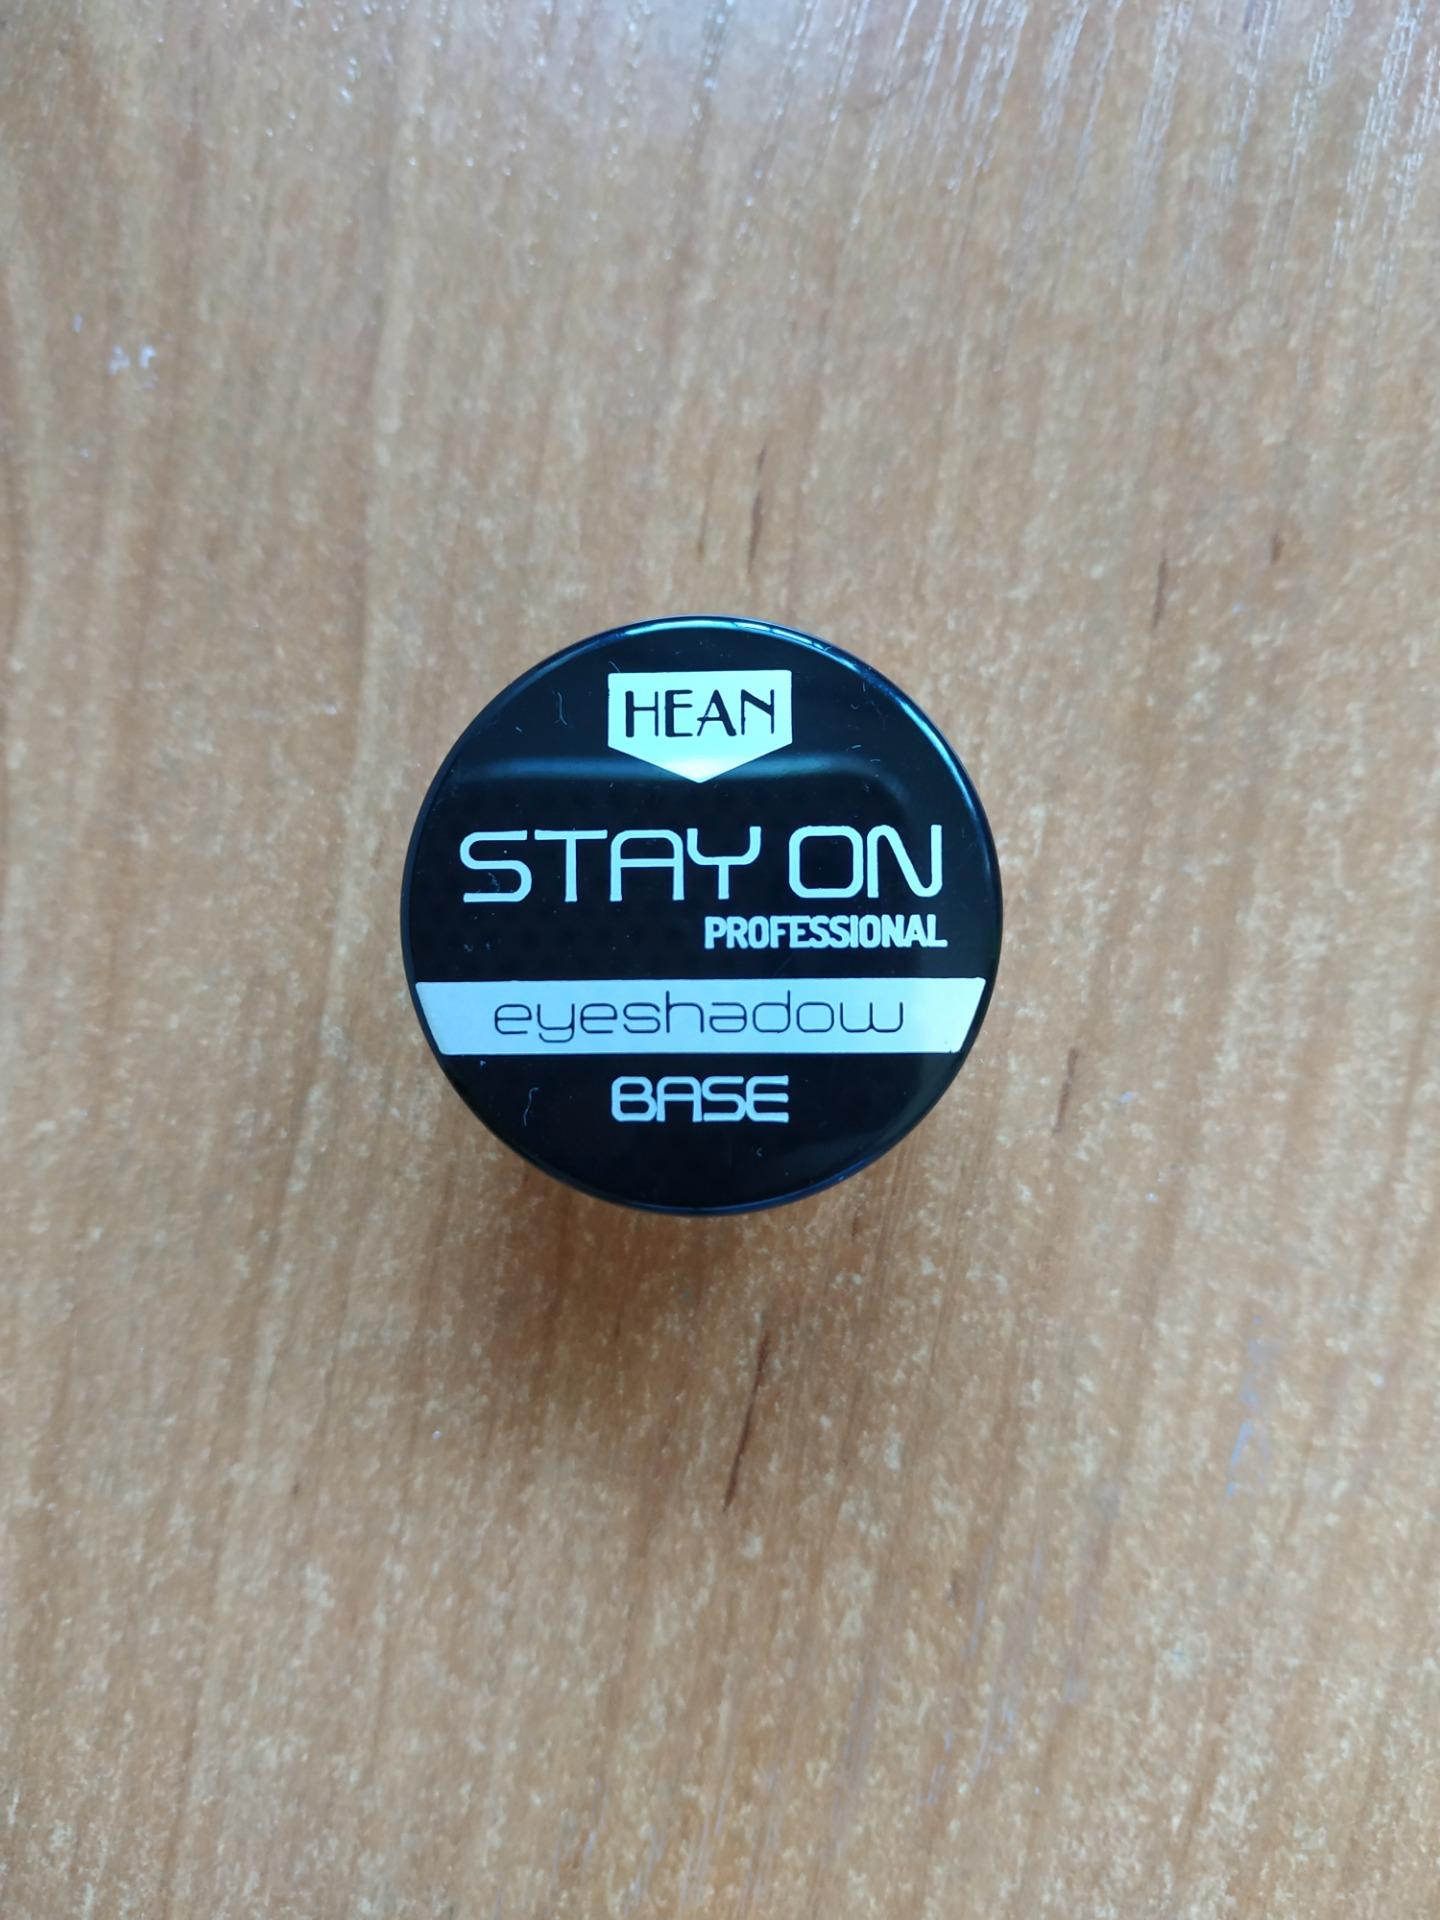 HEAN
STAY ON
PROFESSIONAL
eyeshadow
BASE